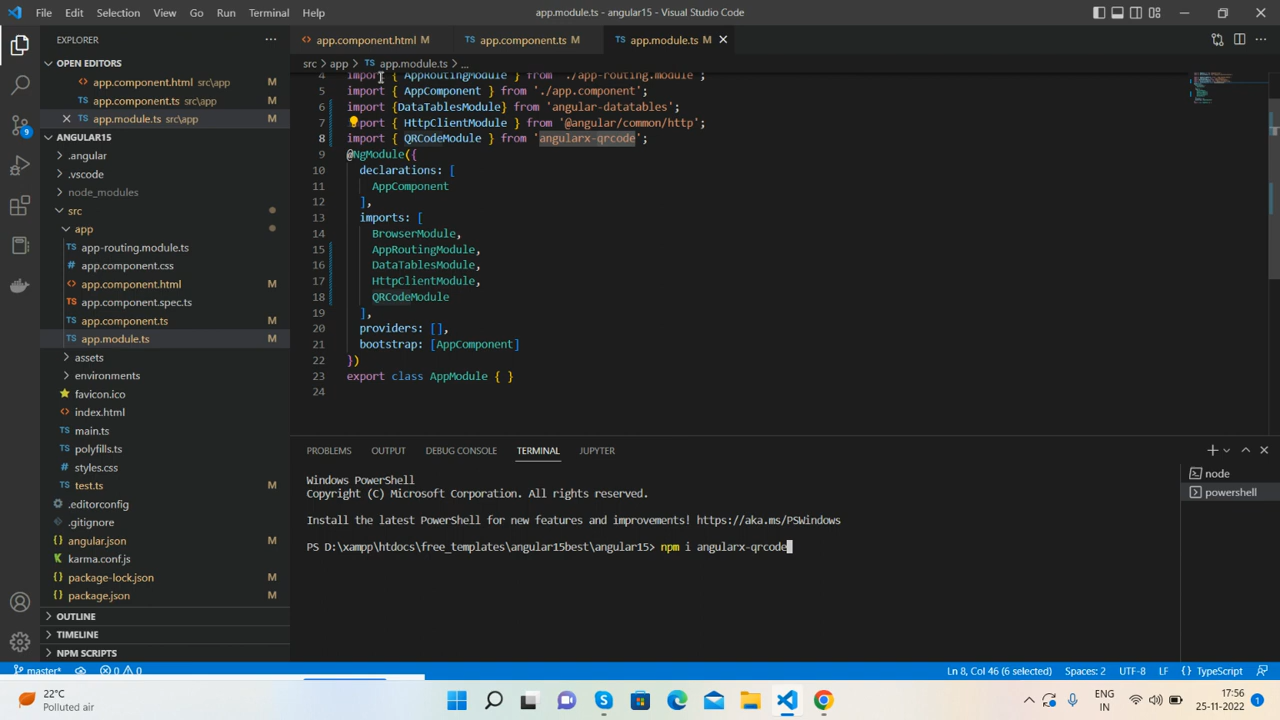 File Edit Selection View Go Run Terminal Help
app.module.ts - angular15 - Visual Studio Code
EXPLORER
OPEN EDITORS
app.component.html src\app M
app.component.ts src\app M
app.module.ts src\app M
ANGULAR15
.angular
.vscode
node_modules
src
app
app-routing.module.ts
app.component.css
app.component.html M
app.component.spec.ts
app.component.ts M
app.module.ts M
assets
environments
favicon.ico
index.html
main.ts
polyfills.ts
styles.css
test.ts M
.editorconfig
.gitignore
angular.json M
karma.conf.js
package-lock.json M
package.json M
OUTLINE
TIMELINE
NPM SCRIPTS
9
app.component.html M
app.component.ts M
app.module.ts M
src > app > app.module.ts > ...
4 import { AppRoutingModule } from './app-routing.module';
5 import { AppComponent } from './app.component';
6 import {DataTablesModule} from 'angular-datatables';
7 import { HttpClientModule } from '@angular/common/http';
8 import { QRCodeModule } from 'angularx-qrcode';
9 @NgModule({
10 declarations: [
11 AppComponent
12 ],
13 imports: [
14 BrowserModule,
15 AppRoutingModule,
16 DataTablesModule,
17 HttpClientModule,
18 QRCodeModule
19 ],
20 providers: [],
21 bootstrap: [AppComponent]
22 })
23 export class AppModule { }
24
PROBLEMS OUTPUT DEBUG CONSOLE TERMINAL JUPYTER
Windows PowerShell
Copyright (C) Microsoft Corporation. All rights reserved.
Install the latest PowerShell for new features and improvements! https://aka.ms/PSWindows
PS D:\xampp\htdocs\free_templates\angular15best\angular15> npm i angularx-qrcode
node
powershell
master* 0 0 Ln 8, Col 46 (6 selected) Spaces: 2 UTF-8 LF TypeScript
22°C
Polluted air
ENG
IN
17:56
25-11-2022
1